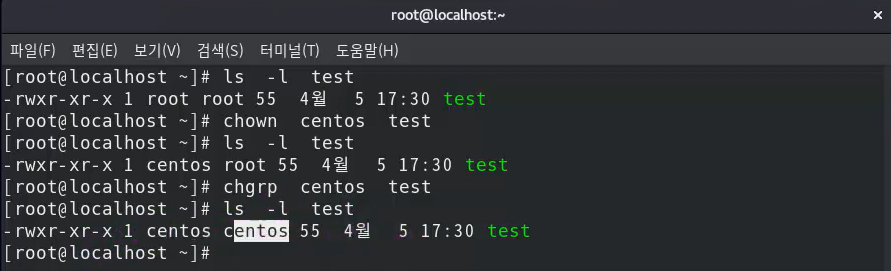 root@localhost:~
×
파일(F) 편집(E) 보기(V) 검색(S) 터미널(T) 도움말(H)
[root@localhost ~]# ls  -l  test
-rwxr-xr-x 1 root root 55  4월  5 17:30 test
[root@localhost ~]# chown  centos  test
[root@localhost ~]# ls  -l  test
-rwxr-xr-x 1 centos root 55  4월  5 17:30 test
[root@localhost ~]# chgrp  centos  test
[root@localhost ~]# ls  -l  test
-rwxr-xr-x 1 centos centos 55  4월  5 17:30 test
[root@localhost ~]#